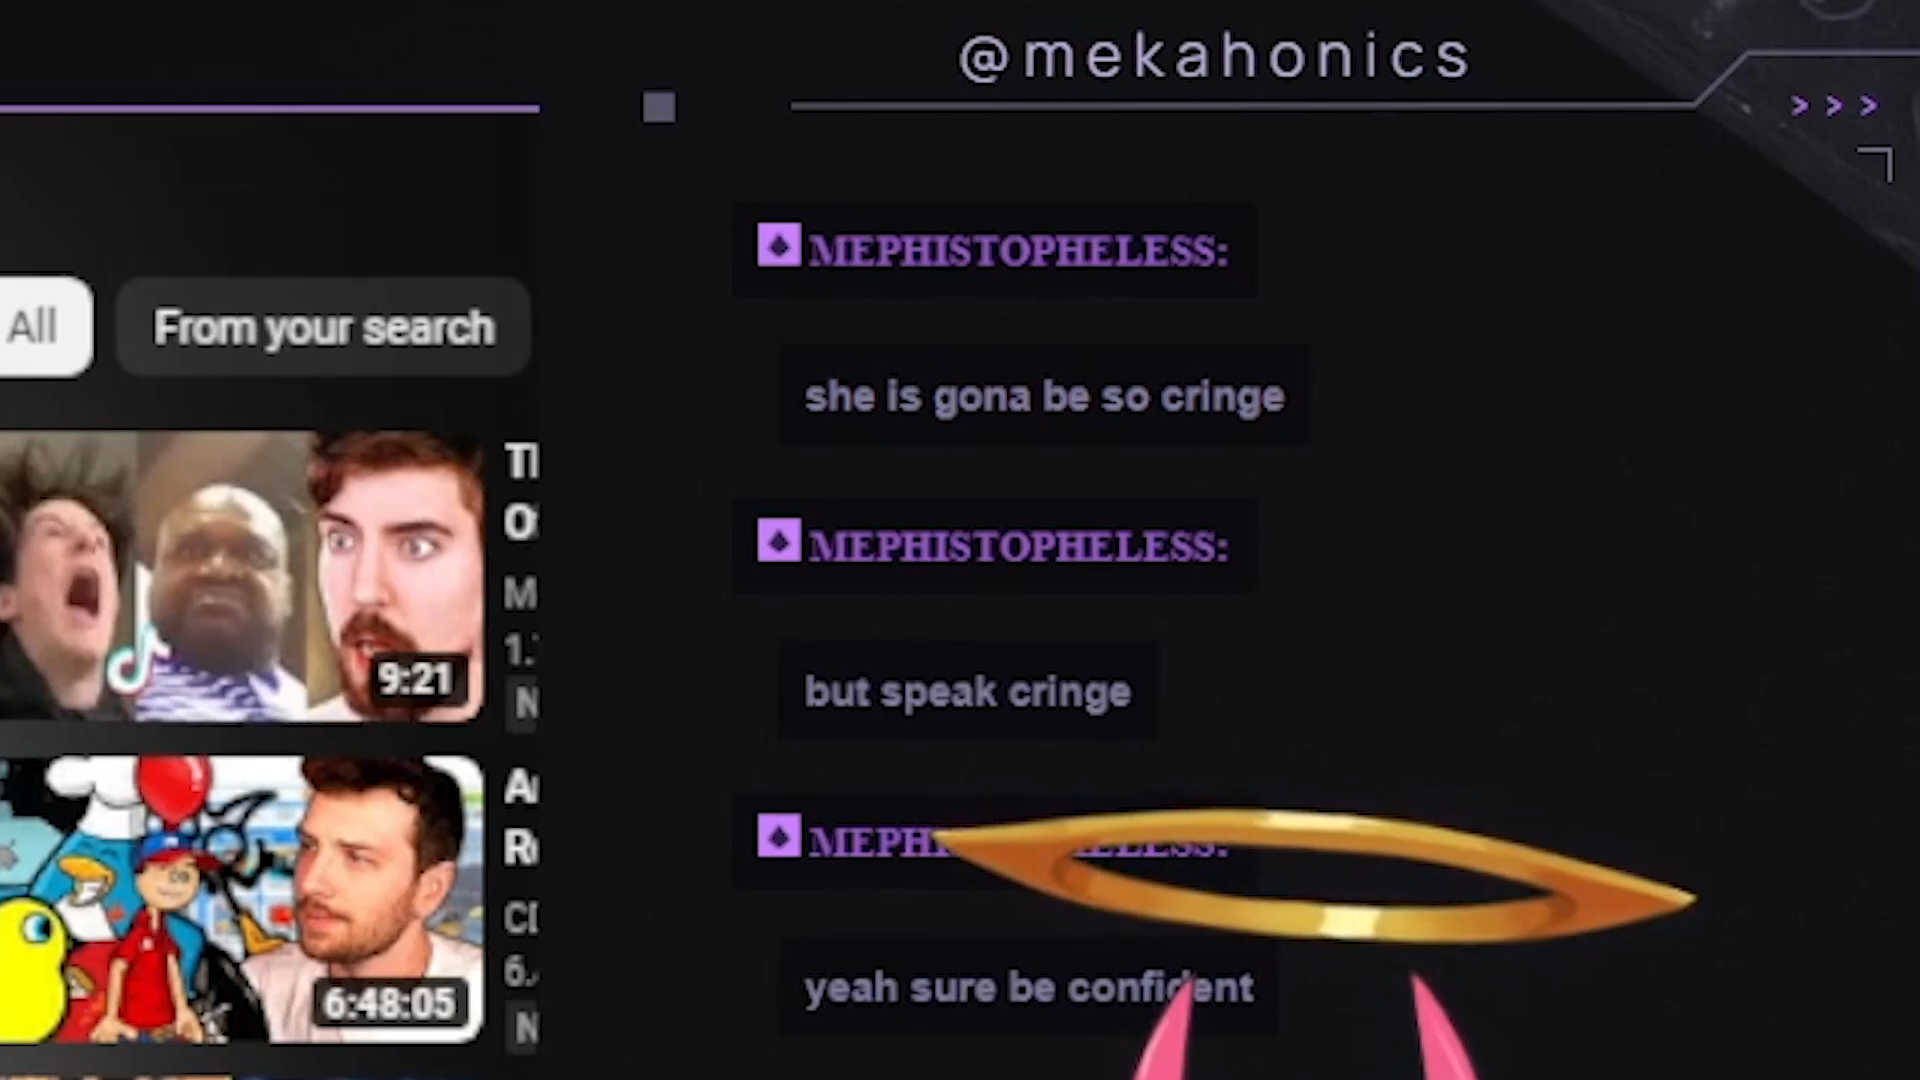 @mekahonics
> > >
All
From your search
MEPHISTOPHELESS:
she is gona be so cringe
MEPHISTOPHELESS:
but speak cringe
yeah sure be confident
9:21
6:48:05